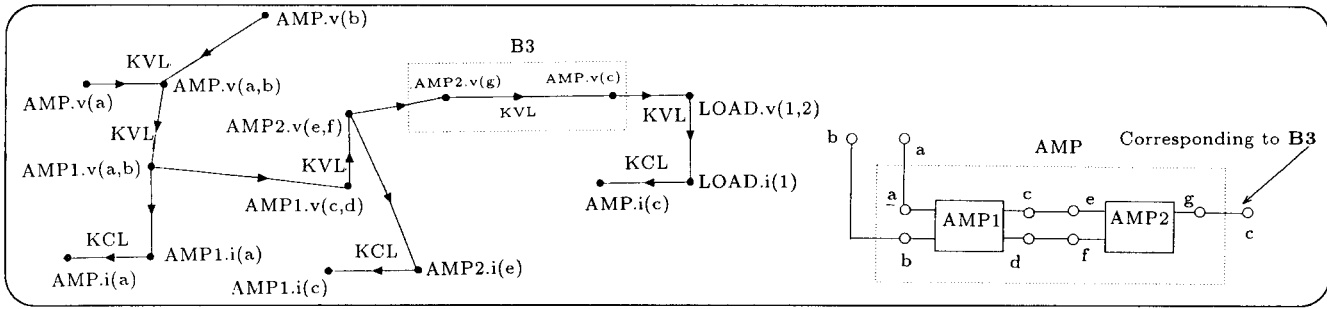 AMP.v(b)
KVL
AMP.v(a)
AMP.v(a,b)
KVL
AMP1.v(a,b)
KCL
AMP.i(a)
AMP1.i(a)
AMP2.v(e,f)
KVL
AMP1.v(c,d)
KCL
AMP1.i(c)
AMP2.i(e)
B3
AMP2.v(g)
AMP.v(c)
KVL
KVL
LOAD.v(1,2)
KCL
LOAD.i(1)
AMP.i(c)
b
a
AMP
Corresponding to B3
a
AMP1
c
e
AMP2
g
c
b
d
f